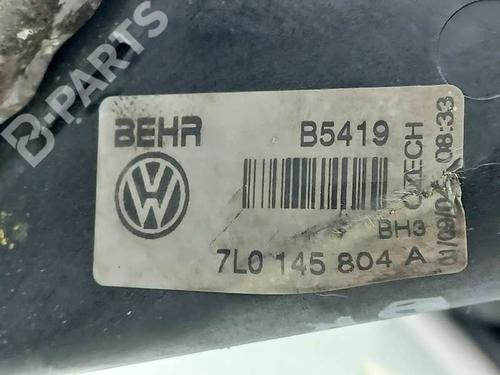 B-PARTS
BEHR
B5419
CZECH
BH3
08:33
7L0 145 804 A